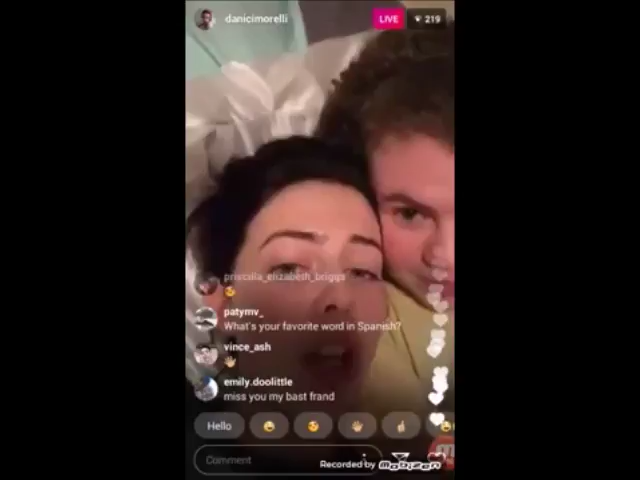 danicimorelli
LIVE
219
priscilla_elizabeth_briggs
patymv_
What's your favorite word in Spanish?
vince_ash
emily.doolittle
miss you my bast frand
Hello
Comment
Recorded by
Mobizen